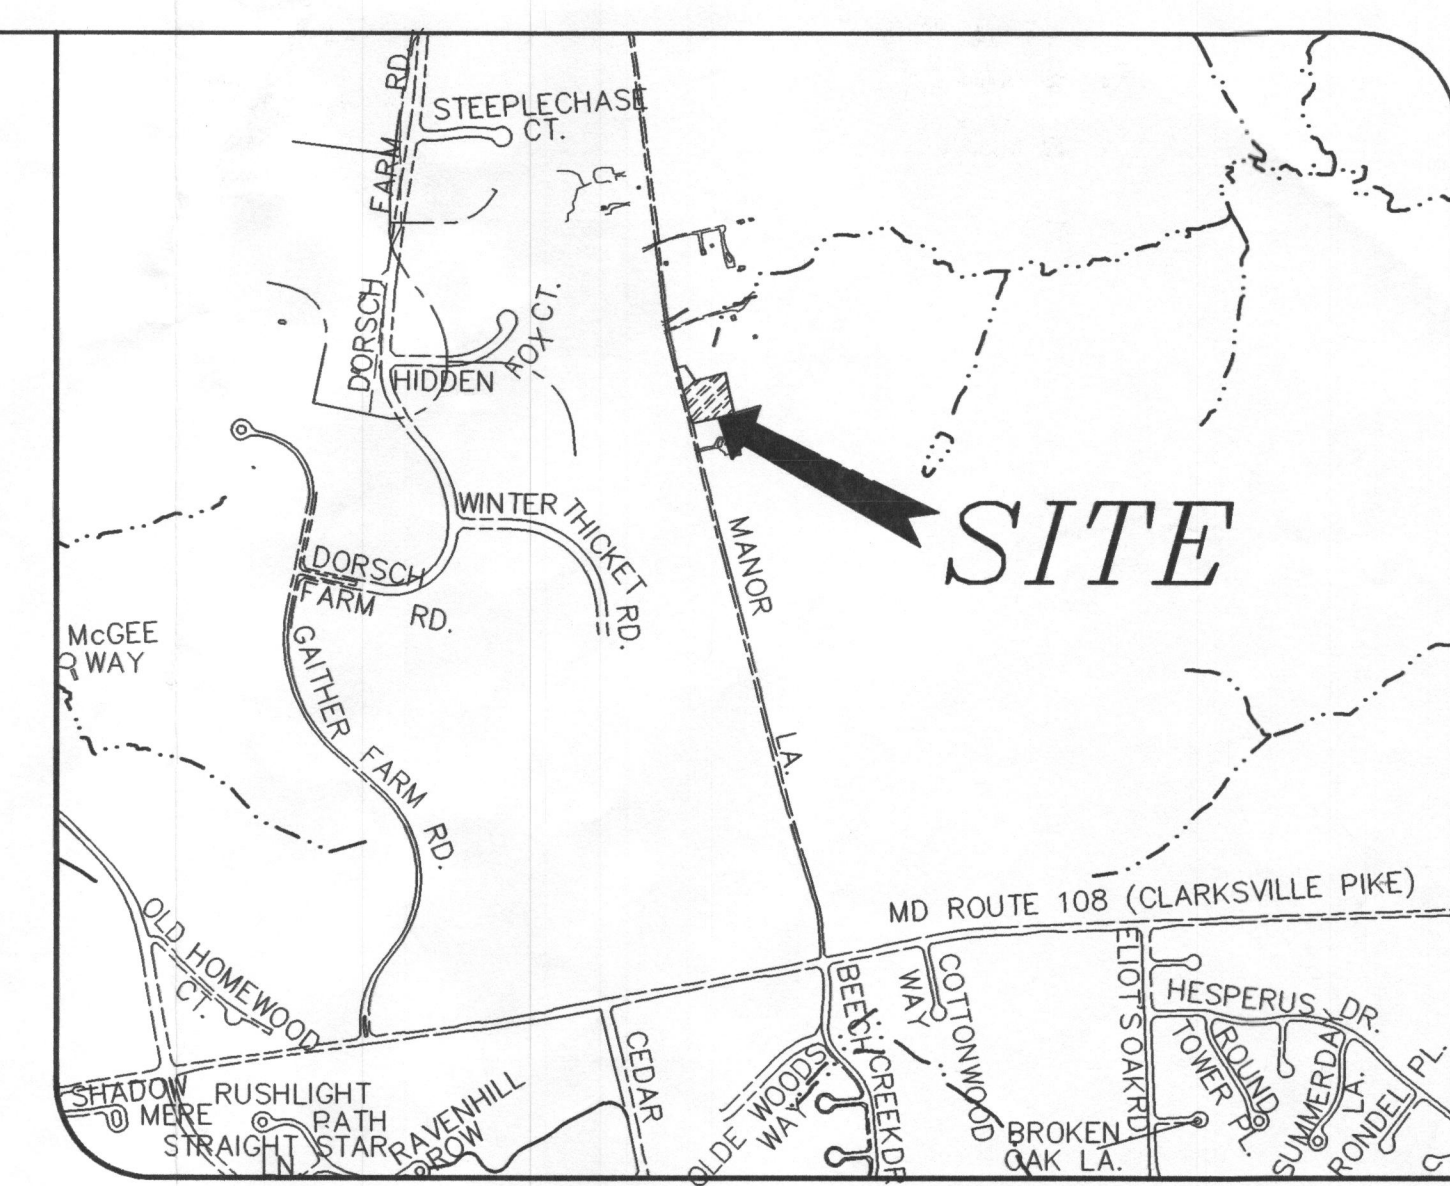 FARM RD.
STEEPLECHASE
CT.
DORSCH
HIDDEN
FOX CT.
SITE
WINTER THICKET RD.
DORSCH
FARM RD.
MANOR LA.
McGEE
WAY
GAITHER FARM RD.
MD ROUTE 108 (CLARKSVILLE PIKE)
OLD HOMEWOOD
CT.
BEECH CREEK DR
COTTONWOOD
WAY
ELIOTS OAK RD
HESPERUS DR.
TOWER
ROUND
PL.
SUMMERDAY
LA.
RONDEL PL.
CEDAR
OLDE WOODS
WAY
BROKEN
OAK LA.
SHADOW
MERE
RUSHLIGHT
PATH
STRAIGHT STAR
LN
RAVENHILL
ROW